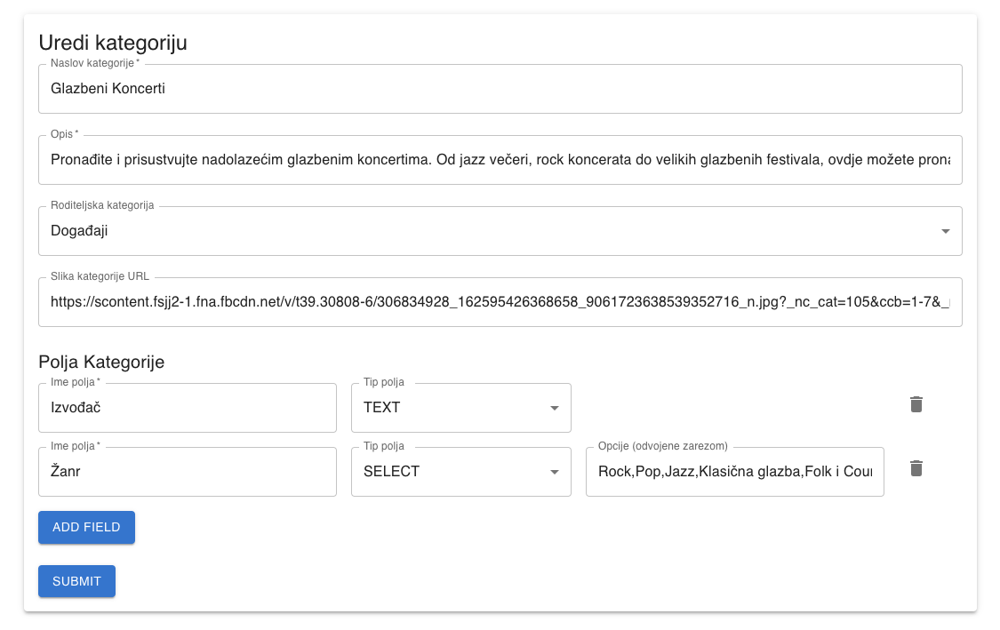 Uredi kategoriju
Naslov kategorije *
Glazbeni Koncerti
Opis *
Pronađite i prisustvujte nadolazećim glazbenim koncertima. Od jazz večeri, rock koncerata do velikih glazbenih festivala, ovdje možete prona
Roditeljska kategorija
Događaji
Slika kategorije URL
https://scontent.fsjj2-1.fna.fbcdn.net/v/t39.30808-6/306834928_162595426368658_9061723638539352716_n.jpg?_nc_cat=105&ccb=1-7&_
Polja Kategorije
Ime polja * Tip polja
Izvođač TEXT
Ime polja * Tip polja Opcije (odvojene zarezom)
Žanr SELECT Rock,Pop,Jazz,Klasična glazba,Folk i Cou
ADD FIELD
SUBMIT